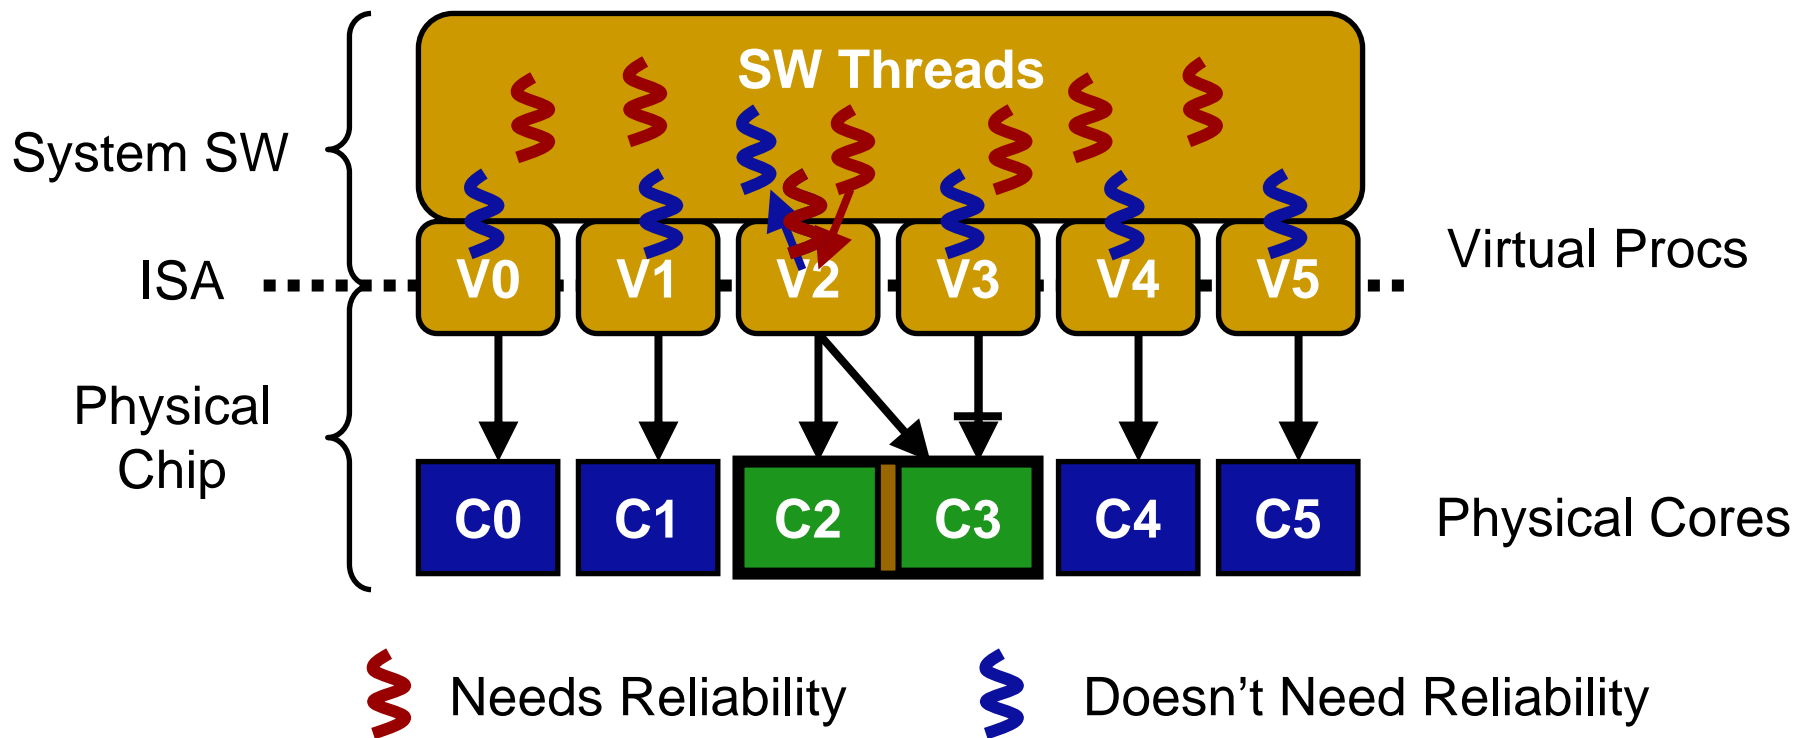 SW Threads
System SW
ISA
V0 V1 V2 V3 V4 V5
Virtual Procs
Physical
Chip
C0 C1 C2 C3 C4 C5
Physical Cores
Needs Reliability
Doesn't Need Reliability